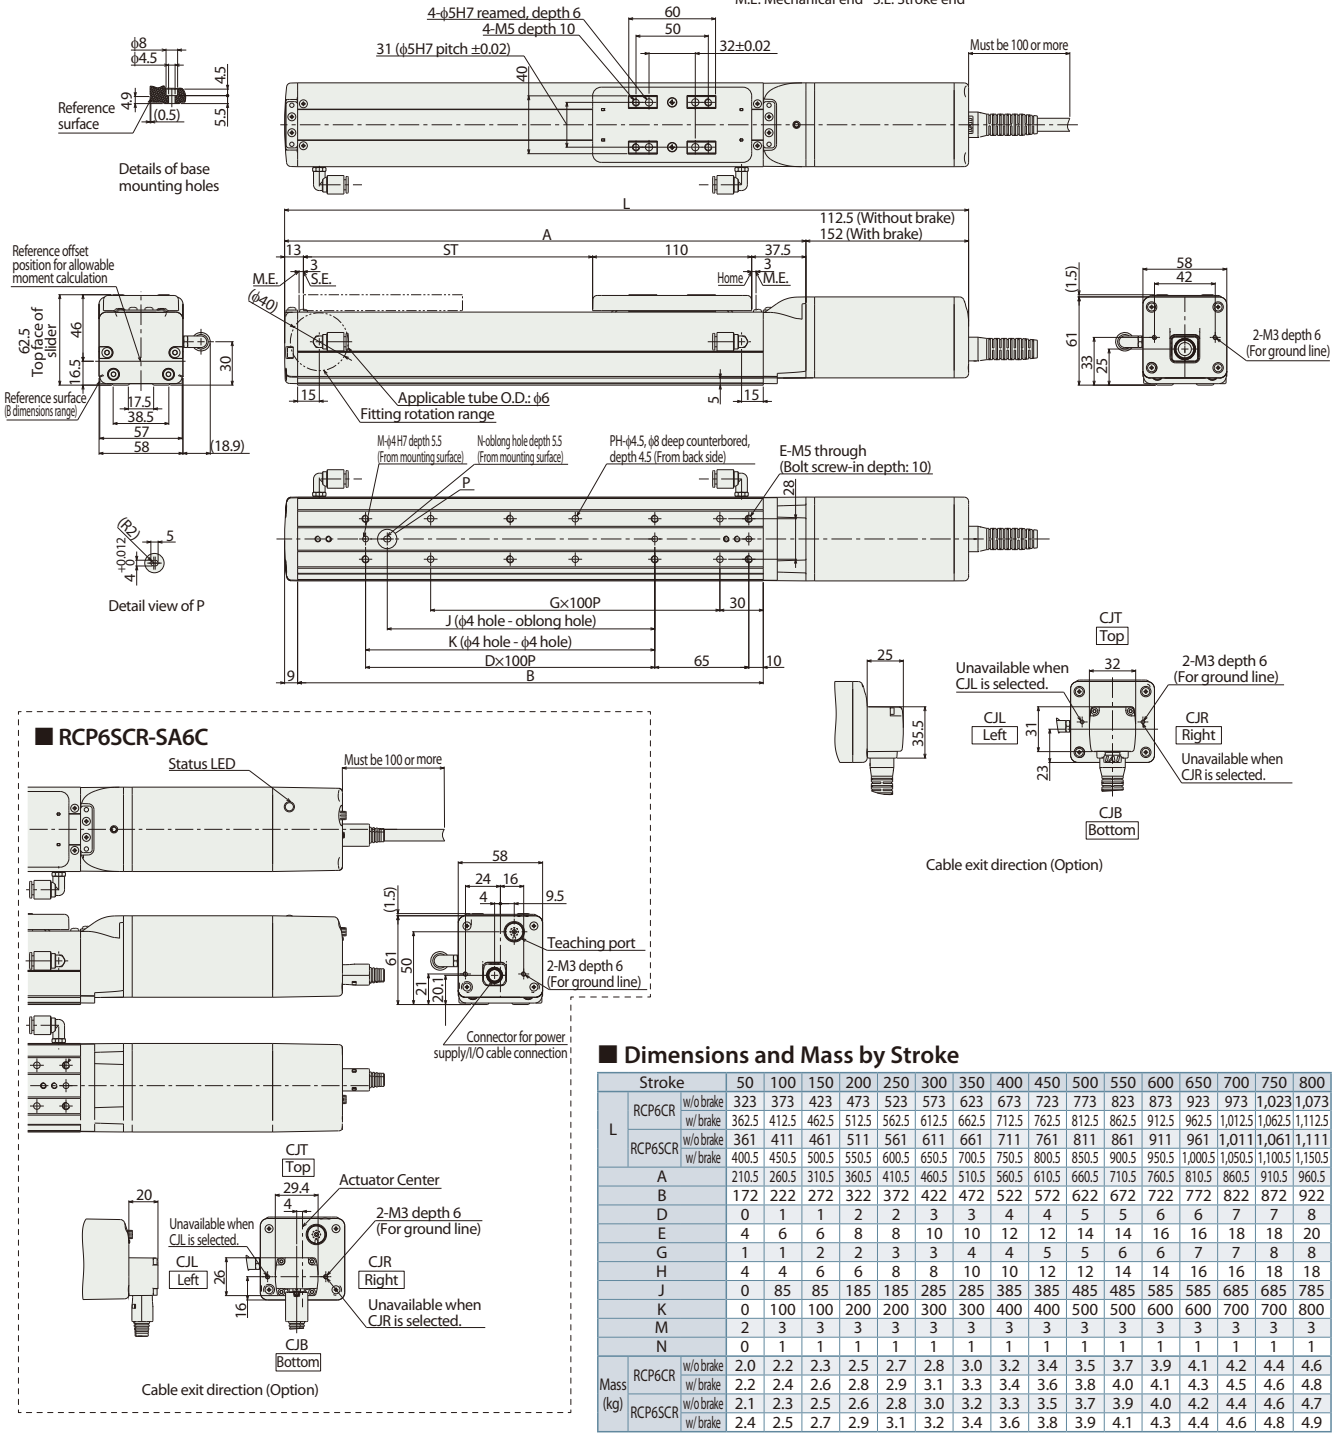 M.E: Mechanical end S.E: Stroke end
4-ϕ5H7 reamed, depth 6
4-M5 depth 10
31 (ϕ5H7 pitch ±0.02)
60
50
32±0.02
40
Must be 100 or more
ϕ8
ϕ4.5
4.5
4.9
5.5
(0.5)
Reference
surface
Details of base
mounting holes
L
112.5 (Without brake)
152 (With brake)
A
13
ST
110
37.5
3
M.E.
S.E.
Home
3
M.E.
(ϕ40)
15
15
5
Applicable tube O.D.: ϕ6
Fitting rotation range
Reference offset
position for allowable
moment calculation
62.5
Top face of
slider
46
16.5
30
Reference surface
(B dimensions range)
17.5
38.5
57
58
(18.9)
58
42
(1.5)
61
33
25
2-M3 depth 6
(For ground line)
M-ϕ4 H7 depth 5.5
(From mounting surface)
N-oblong hole depth 5.5
(From mounting surface)
P
PH-ϕ4.5, ϕ8 deep counterbored,
depth 4.5 (From back side)
E-M5 through
(Bolt screw-in depth: 10)
28
(R2)
5
4 +0.012 0
Detail view of P
G×100P
30
J (ϕ4 hole - oblong hole)
K (ϕ4 hole - ϕ4 hole)
D×100P
65
10
9
B
25
35.5
CJT
Top
32
2-M3 depth 6
(For ground line)
Unavailable when
CJL is selected.
CJL
Left
31
23
CJR
Right
Unavailable when
CJR is selected.
CJB
Bottom
Cable exit direction (Option)
■ RCP6SCR-SA6C
Status LED
Must be 100 or more
58
24
16
4
9.5
(1.5)
61
50
21
20.1
Teaching port
2-M3 depth 6
(For ground line)
Connector for power
supply/I/O cable connection
20
CJT
Top
29.4
4
Actuator Center
2-M3 depth 6
(For ground line)
Unavailable when
CJL is selected.
CJL
Left
26
16
CJR
Right
Unavailable when
CJR is selected.
CJB
Bottom
Cable exit direction (Option)
■ Dimensions and Mass by Stroke
Stroke 50 100 150 200 250 300 350 400 450 500 550 600 650 700 750 800
L RCP6CR w/o brake 323 373 423 473 523 573 623 673 723 773 823 873 923 973 1,023 1,073
w/ brake 362.5 412.5 462.5 512.5 562.5 612.5 662.5 712.5 762.5 812.5 862.5 912.5 962.5 1,012.5 1,062.5 1,112.5
RCP6SCR w/o brake 361 411 461 511 561 611 661 711 761 811 861 911 961 1,011 1,061 1,111
w/ brake 400.5 450.5 500.5 550.5 600.5 650.5 700.5 750.5 800.5 850.5 900.5 950.5 1,000.5 1,050.5 1,100.5 1,150.5
A 210.5 260.5 310.5 360.5 410.5 460.5 510.5 560.5 610.5 660.5 710.5 760.5 810.5 860.5 910.5 960.5
B 172 222 272 322 372 422 472 522 572 622 672 722 772 822 872 922
D 0 1 1 2 2 3 3 4 4 5 5 6 6 7 7 8
E 4 6 6 8 8 10 10 12 12 14 14 16 16 18 18 20
G 1 1 2 2 3 3 4 4 5 5 6 6 7 7 8 8
H 4 4 6 6 8 8 10 10 12 12 14 14 16 16 18 18
J 0 85 85 185 185 285 285 385 385 485 485 585 585 685 685 785
K 0 100 100 200 200 300 300 400 400 500 500 600 600 700 700 800
M 2 3 3 3 3 3 3 3 3 3 3 3 3 3 3 3
N 0 1 1 1 1 1 1 1 1 1 1 1 1 1 1 1
Mass (kg) RCP6CR w/o brake 2.0 2.2 2.3 2.5 2.7 2.8 3.0 3.2 3.4 3.5 3.7 3.9 4.1 4.2 4.4 4.6
w/ brake 2.2 2.4 2.6 2.8 2.9 3.1 3.3 3.4 3.6 3.8 4.0 4.1 4.3 4.5 4.6 4.8
RCP6SCR w/o brake 2.1 2.3 2.5 2.6 2.8 3.0 3.2 3.3 3.5 3.7 3.9 4.0 4.2 4.4 4.6 4.7
w/ brake 2.4 2.5 2.7 2.9 3.1 3.2 3.4 3.6 3.8 3.9 4.1 4.3 4.4 4.6 4.8 4.9